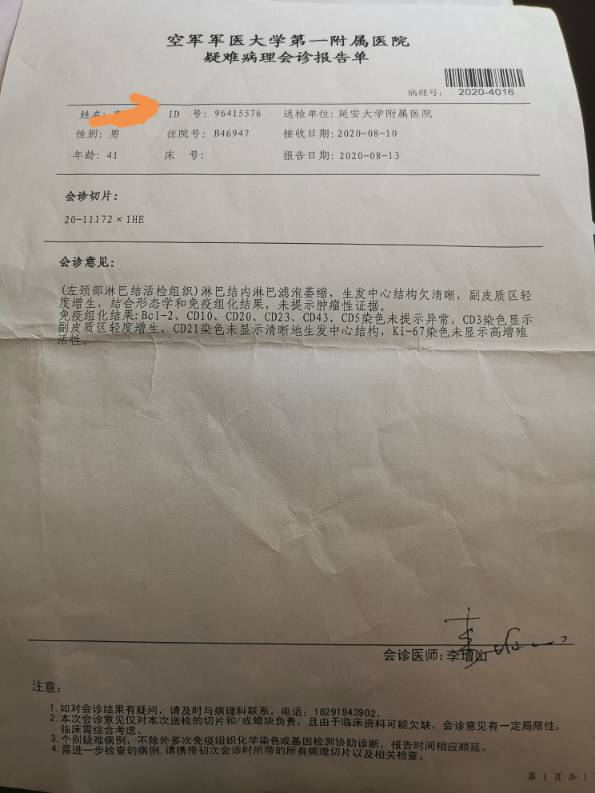 空军军医大学第一附属医院
疑难病理会诊报告单
病理号: 2020-4016
姓名: ID 号: 96415576 送检单位: 延安大学附属医院
性别: 男 住院号: B46947 接收日期: 2020-08-10
年龄: 41 床 号: 报告日期: 2020-08-13
会诊切片:
20-11172×1HE
会诊意见:
(左颈部淋巴结活检组织)淋巴结内淋巴滤泡萎缩, 生发中心结构欠清晰, 副皮质区轻
度增生, 结合形态学和免疫组化结果, 未提示肿瘤性证据。
免疫组化结果:Bcl-2、CD10、CD20、CD23、CD43、CD5染色未提示异常, CD3染色显示
副皮质区轻度增生, CD21染色未显示清晰地生发中心结构, Ki-67染色未显示高增殖
活性。
会诊医师: 李增山
注意:
1.如对会诊结果有疑问, 请及时与病理科联系。电话: 18291943902。
2.本次会诊意见仅对本次送检的切片和/或蜡块负责, 且由于临床资料可能欠缺, 会诊意见有一定局限性,
临床需综合考虑。
3.个别疑难病例, 不除外多次免疫组织化学染色或基因检测协助诊断, 报告时间相应顺延。
4.需进一步检查的病例, 请携带初次会诊时所带的所有病理切片以及相关检查。
第 1 页 共 1